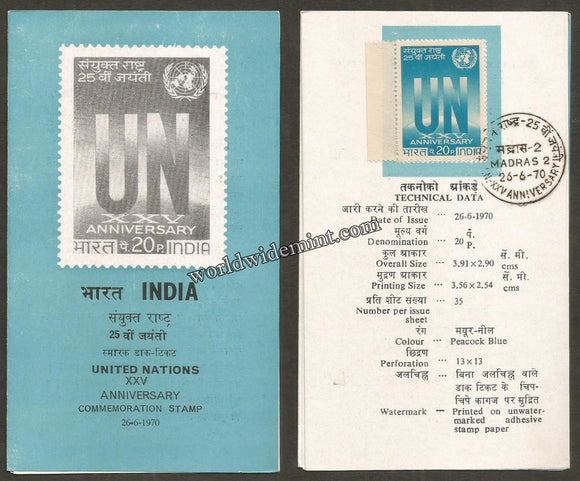 संयुक्त राष्ट्र
25 वीं जयंती
UN
XXV
ANNIVERSARY
भारत पै. 20 P. INDIA
भारत INDIA
संयुक्त राष्ट्र
25 वीं जयंती
स्मारक डाक-टिकट
UNITED NATIONS
XXV
ANNIVERSARY
COMMEMORATION STAMP
26-6-1970
संयुक्त राष्ट्र
25 वीं जयंती
UN
XXV
ANNIVERSARY
भारत पै. 20 P. INDIA
राष्ट्र-25 वीं जयंती
मद्रास-2
MADRAS 2
26-6-70
XXV ANNIVERSARY
तकनीकी आंकड़े
TECHNICAL DATA
जारी करने की तारीख
Date of Issue ... 26-6-1970
मूल्य वर्ग पै.
Denomination ... 20 P.
कुल आकार सें. मी.
Overall Size ... 3.91×2.90 cms
मुद्रण आकार सें. मी.
Printing Size ... 3.56×2.54 cms
प्रति शीट संख्या ... 35
Number per issue
sheet
रंग मयूर-नील
Colour ... Peacock Blue
छिद्रण
Perforation ... 13×13
जलचिह्न ... बिना जलचिह्न वाले
डाक टिकट के चिप-
चिपे कागज पर मुद्रित
Watermark ... Printed on unwater-
marked adhesive
stamp paper
worldwidemint.com